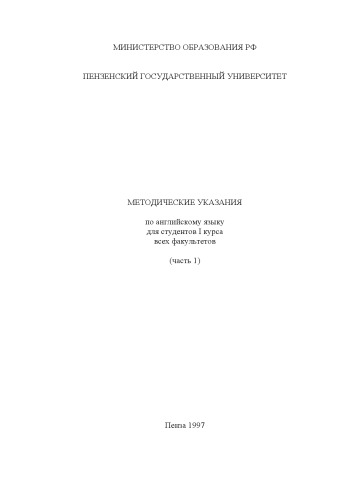 МИНИСТЕРСТВО ОБРАЗОВАНИЯ РФ
ПЕНЗЕНСКИЙ ГОСУДАРСТВЕННЫЙ УНИВЕРСИТЕТ
МЕТОДИЧЕСКИЕ УКАЗАНИЯ
по английскому языку
для студентов I курса
всех факультетов
(часть 1)
Пенза 1997